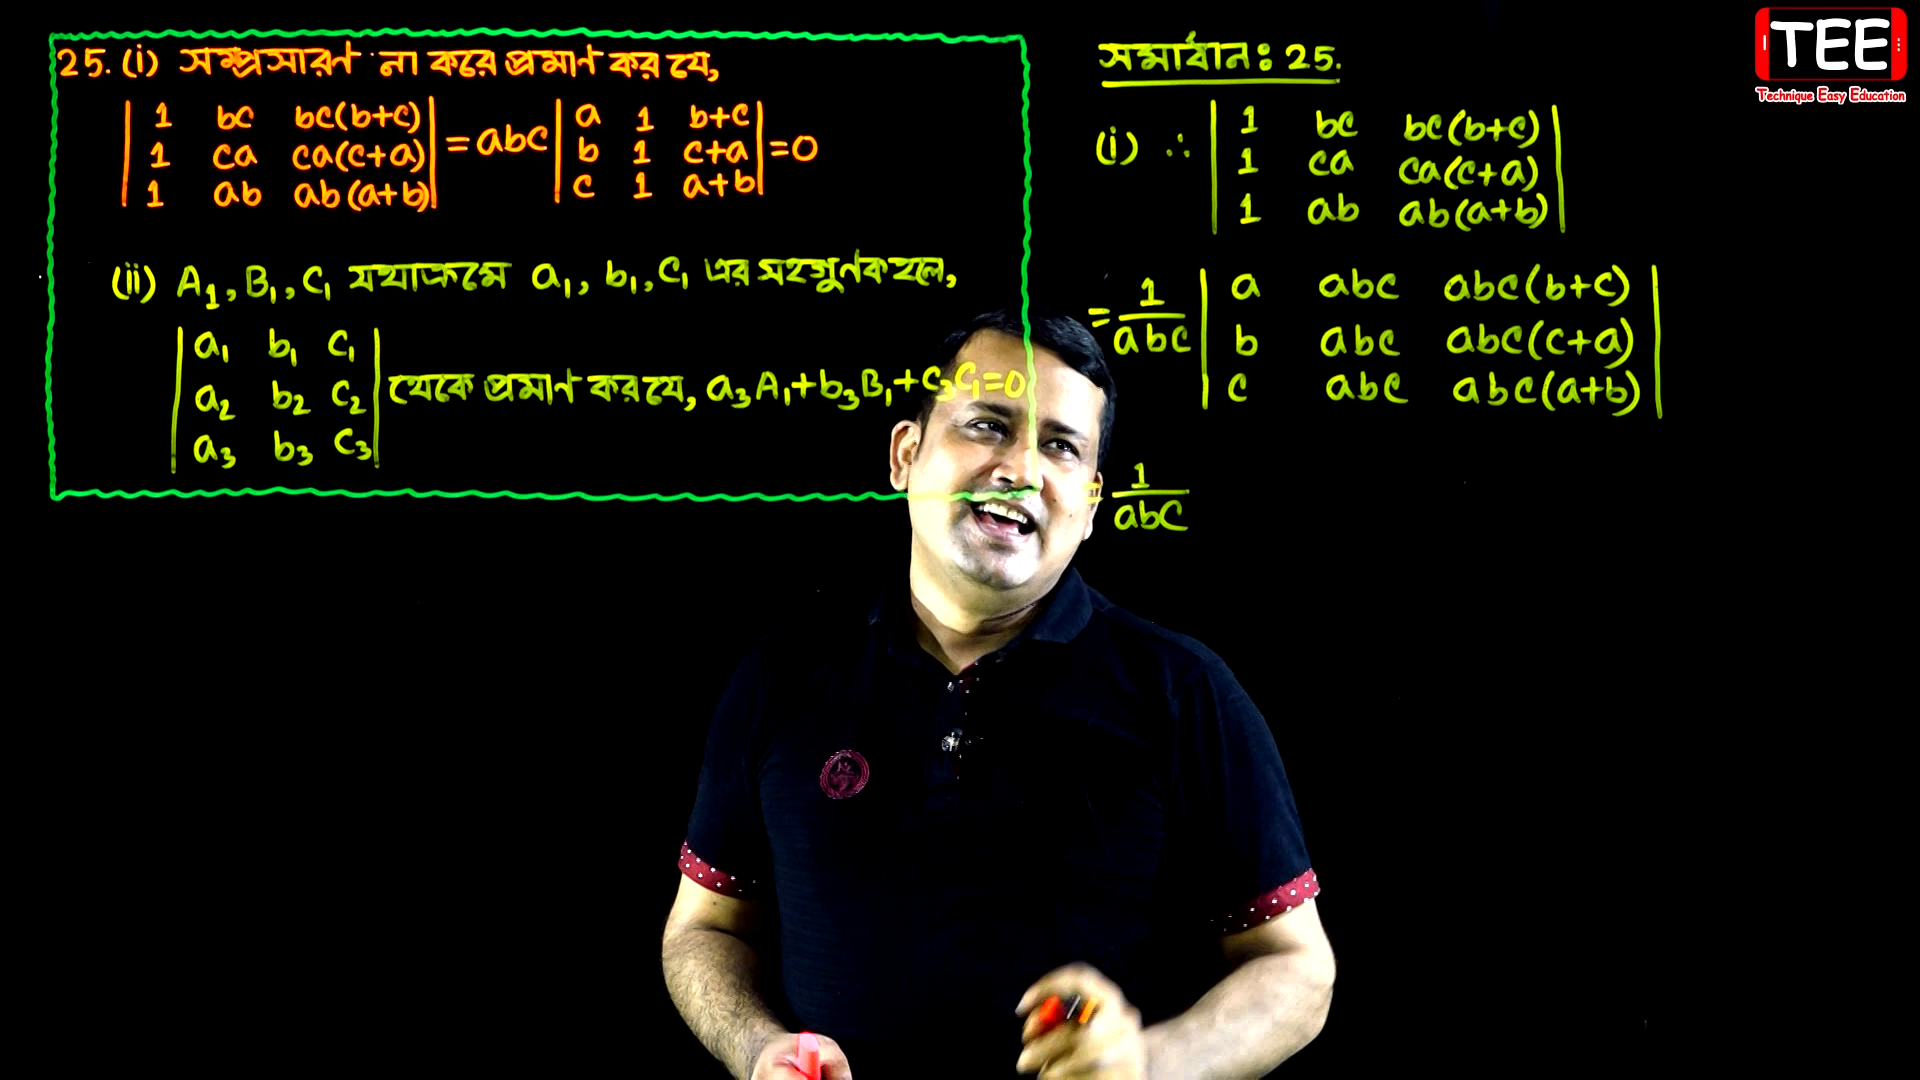 25. (i) সম্প্রসারণ না করে প্রমাণ কর যে,
| 1 bc bc(b+c) |
| 1 ca ca(c+a) | = abc | a 1 b+c |
| 1 ab ab(a+b) | | b 1 c+a | = 0
| c 1 a+b |
(ii) A₁, B₁, C₁ যথাক্রমে a₁, b₁, c₁ এর সহগুণক হলে,
| a₁ b₁ c₁ |
| a₂ b₂ c₂ | থেকে প্রমাণ কর যে, a₃A₁+b₃B₁+C₃C₁=0
| a₃ b₃ c₃ |
সমাধান: 25.
(i) ∴ | 1 bc bc(b+c) |
| 1 ca ca(c+a) |
| 1 ab ab(a+b) |
= 1/abc | a abc abc(b+c) |
| b abc abc(c+a) |
| c abc abc(a+b) |
= 1/abc
TEE
Technique Easy Education